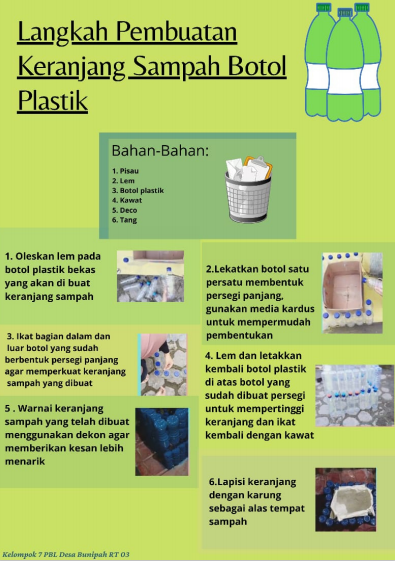 Langkah Pembuatan
Keranjang Sampah Botol
Plastik
Bahan-Bahan:
1. Pisau
2. Lem
3. Botol plastik
4. Kawat
5. Deco
6. Tang
1. Oleskan lem pada
botol plastik bekas
yang akan di buat
keranjang sampah
2.Lekatkan botol satu
persatu membentuk
persegi panjang,
gunakan media kardus
untuk mempermudah
pembentukan
3. Ikat bagian dalam dan
luar botol yang sudah
berbentuk persegi panjang
agar memperkuat keranjang
sampah yang dibuat
4. Lem dan letakkan
kembali botol plastik
di atas botol yang
sudah dibuat persegi
untuk mempertinggi
keranjang dan ikat
kembali dengan kawat
5 . Warnai keranjang
sampah yang telah dibuat
menggunakan dekon agar
memberikan kesan lebih
menarik
6.Lapisi keranjang
dengan karung
sebagai alas tempat
sampah
Kelompok 7 PBL Desa Bunipah RT 03